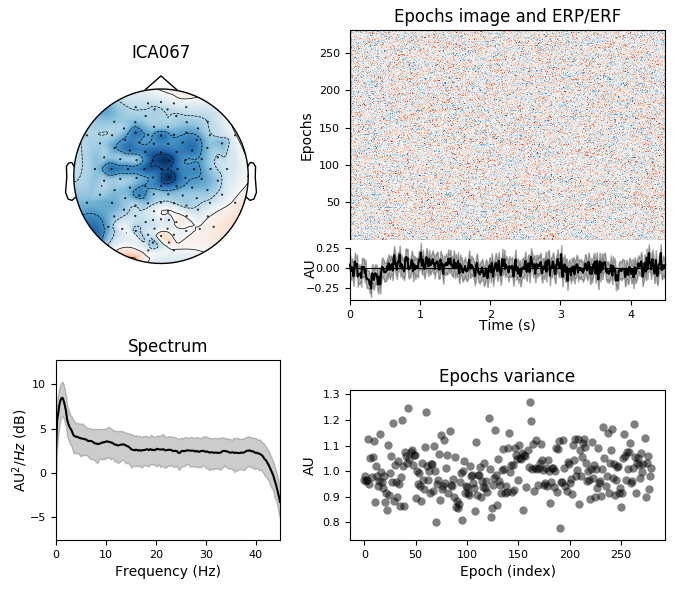 ICA067
Epochs image and ERP/ERF
Epochs
250
200
150
100
50
AU
0.25
0.00
−0.25
0 1 2 3 4
Time (s)
Spectrum
AU²/Hz (dB)
10
5
0
−5
0 10 20 30 40
Frequency (Hz)
Epochs variance
AU
1.3
1.2
1.1
1.0
0.9
0.8
0 50 100 150 200 250
Epoch (index)